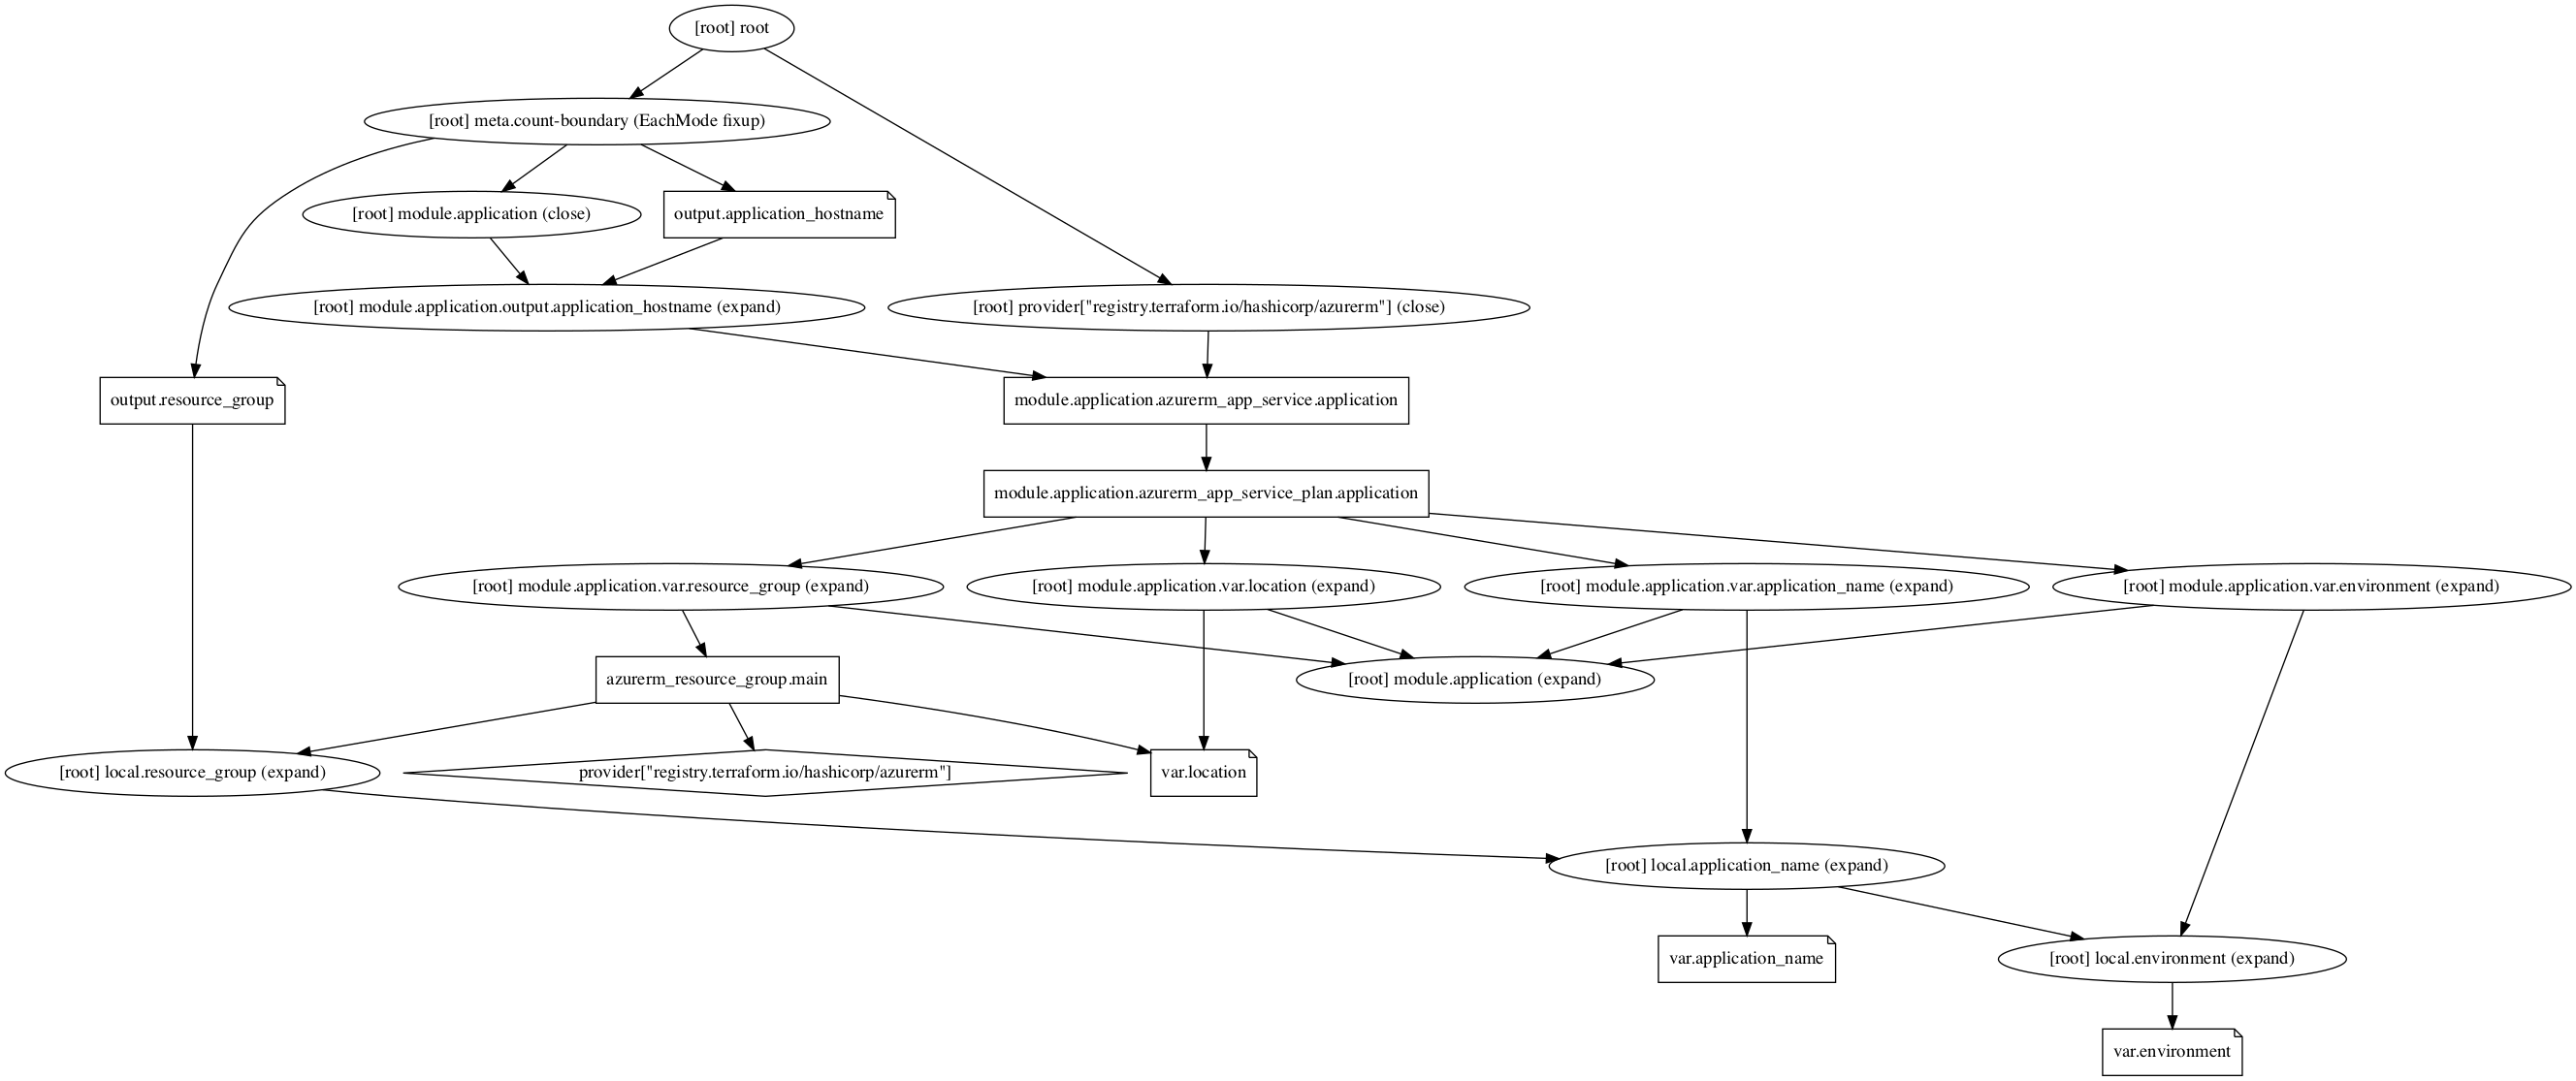 [root] root
[root] meta.count-boundary (EachMode fixup)
[root] module.application (close)
output.application_hostname
[root] module.application.output.application_hostname (expand)
[root] provider["registry.terraform.io/hashicorp/azurerm\"] (close)
output.resource_group
module.application.azurerm_app_service.application
module.application.azurerm_app_service_plan.application
[root] module.application.var.resource_group (expand)
[root] module.application.var.location (expand)
[root] module.application.var.application_name (expand)
[root] module.application.var.environment (expand)
azurerm_resource_group.main
[root] module.application (expand)
[root] local.resource_group (expand)
provider["registry.terraform.io/hashicorp/azurerm"]
var.location
[root] local.application_name (expand)
var.application_name
[root] local.environment (expand)
var.environment